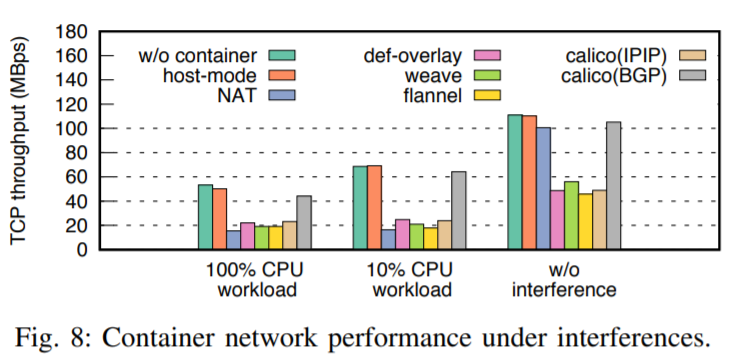 TCP throughput (MBps)
180
160
140
120
100
80
60
40
20
0
w/o container
host-mode
NAT
def-overlay
weave
flannel
calico(IPIP)
calico(BGP)
100% CPU
workload
10% CPU
workload
w/o
interference
Fig. 8: Container network performance under interferences.